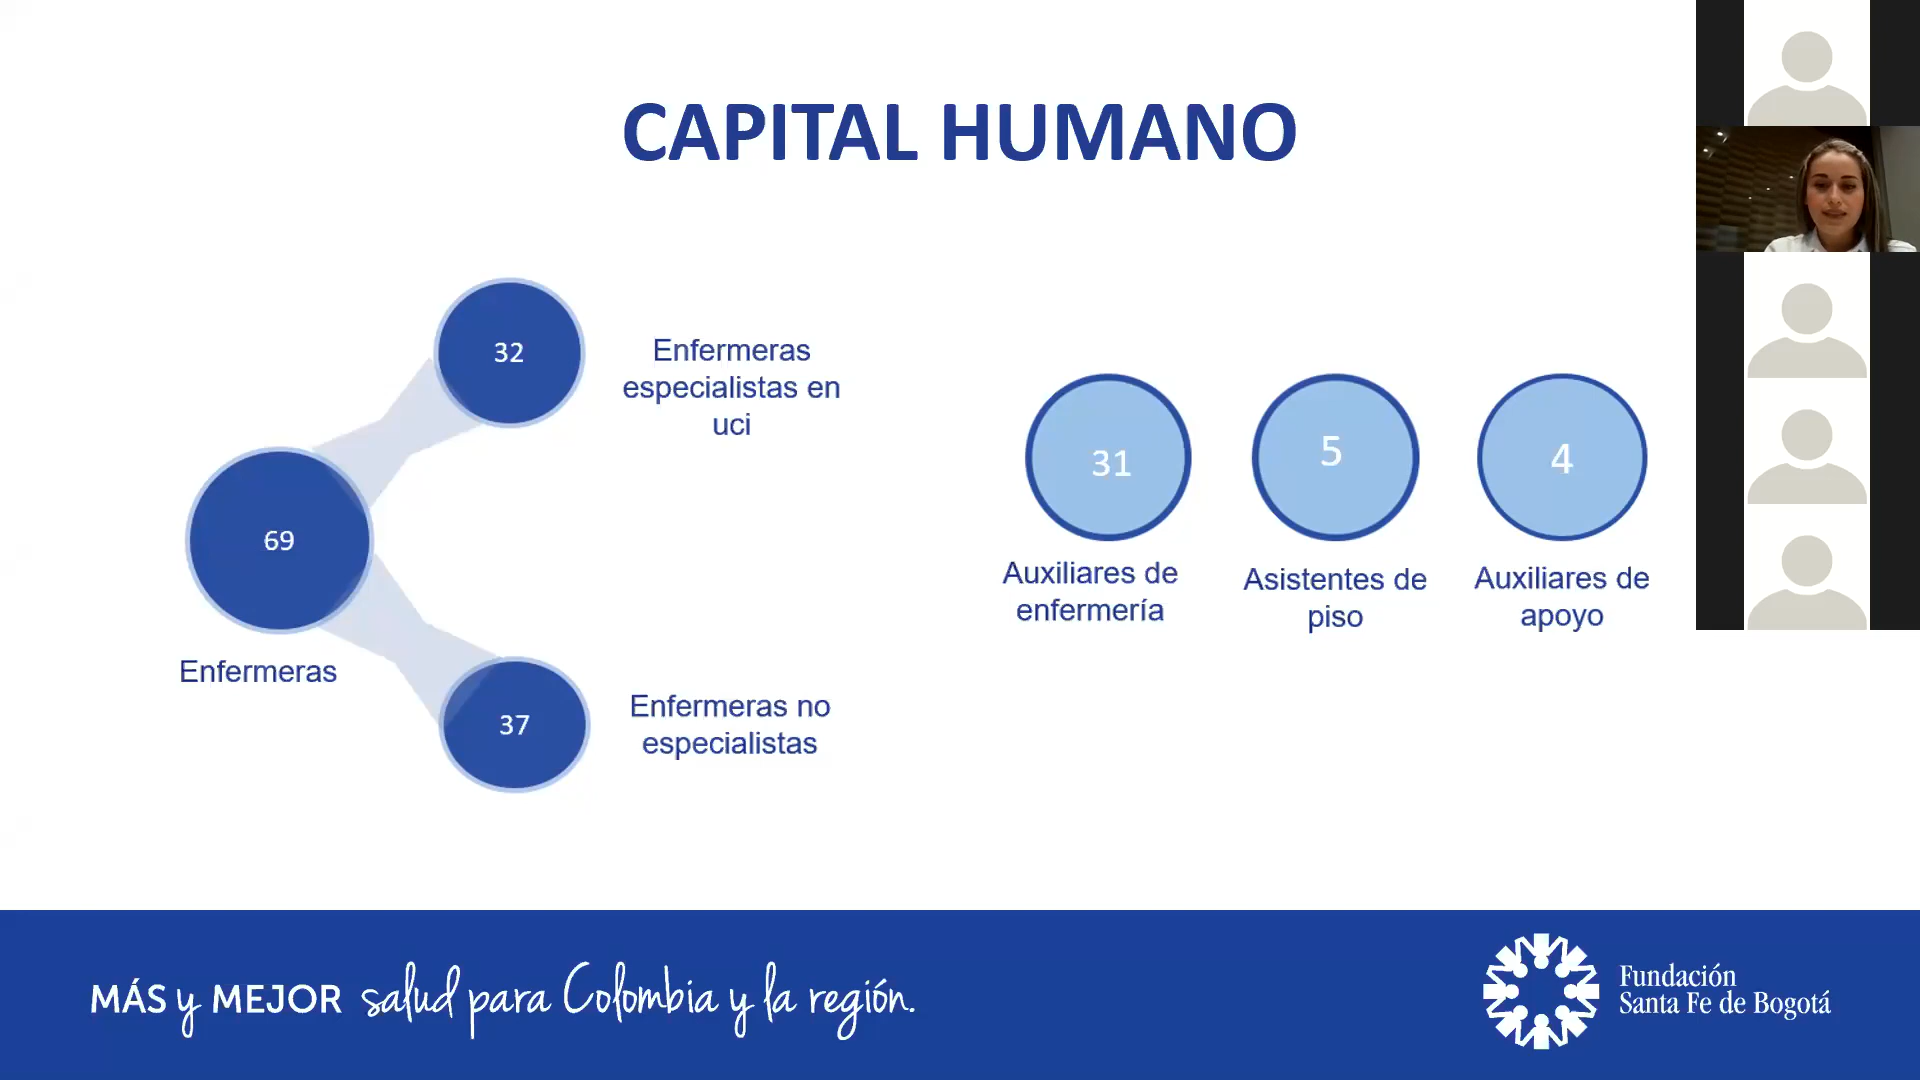 CAPITAL HUMANO
32
Enfermeras
especialistas en
uci
69
Enfermeras
37
Enfermeras no
especialistas
31
Auxiliares de
enfermería
5
Asistentes de
piso
4
Auxiliares de
apoyo
MÁS y MEJOR salud para Colombia y la región.
Fundación
Santa Fe de Bogotá